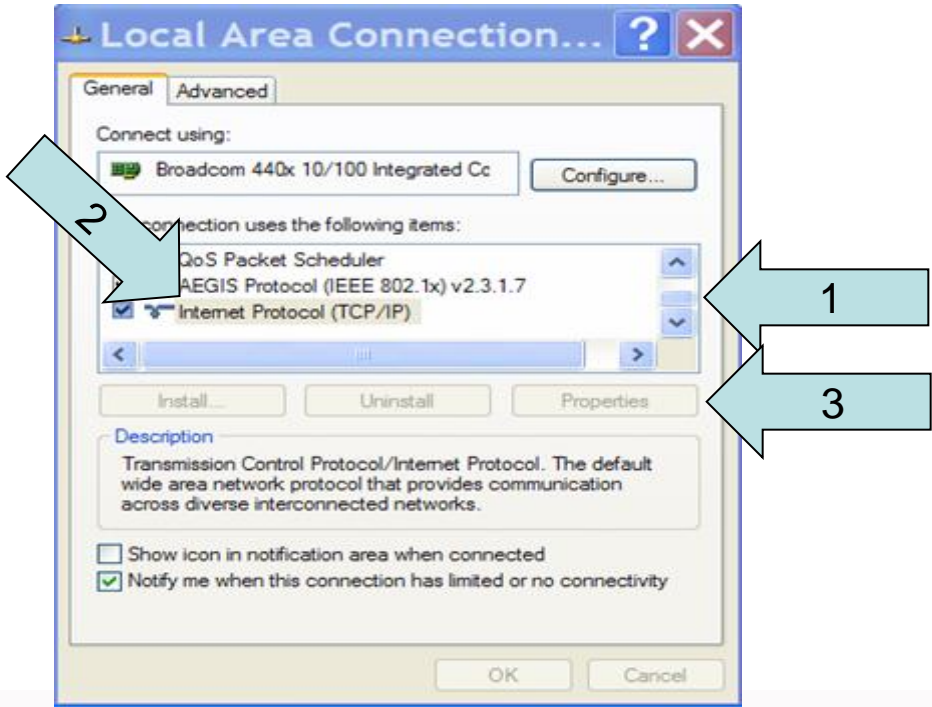 Local Area Connection...
General Advanced
Connect using:
Broadcom 440x 10/100 Integrated Cc Configure...
2
connection uses the following items:
QoS Packet Scheduler
AEGIS Protocol (IEEE 802.1x) v2.3.1.7
1
Internet Protocol (TCP/IP)
Install... Uninstall Properties
3
Description
Transmission Control Protocol/Internet Protocol. The default
wide area network protocol that provides communication
across diverse interconnected networks.
Show icon in notification area when connected
Notify me when this connection has limited or no connectivity
OK Cancel